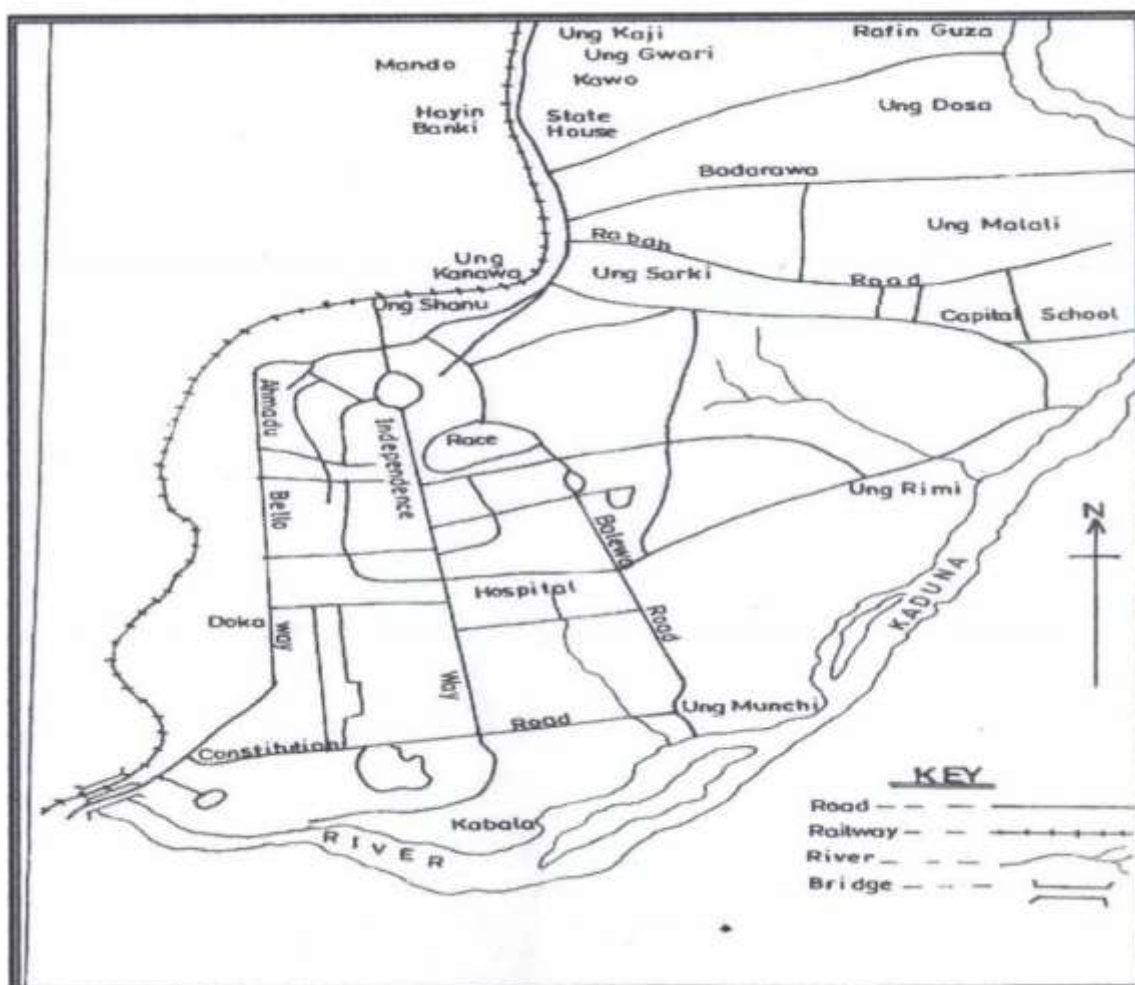 Ung Kaji
Rafin Guza
Ung Gwari
Mando
Kawo
Ung Dosa
Hayin
Banki
State
House
Badarawa
Ung Malali
Rabah
Road
Ung
Kanawa
Ung Sarki
Ung Shanu
Capital School
Ahmadu
Bello
way
Independence
Way
Race
Ung Rimi
Balewa
Road
N
Hospital
KADUNA
Doka
Ung Munchi
Constitution
Road
KEY
Road
Railway
River
Bridge
Kabala
RIVER